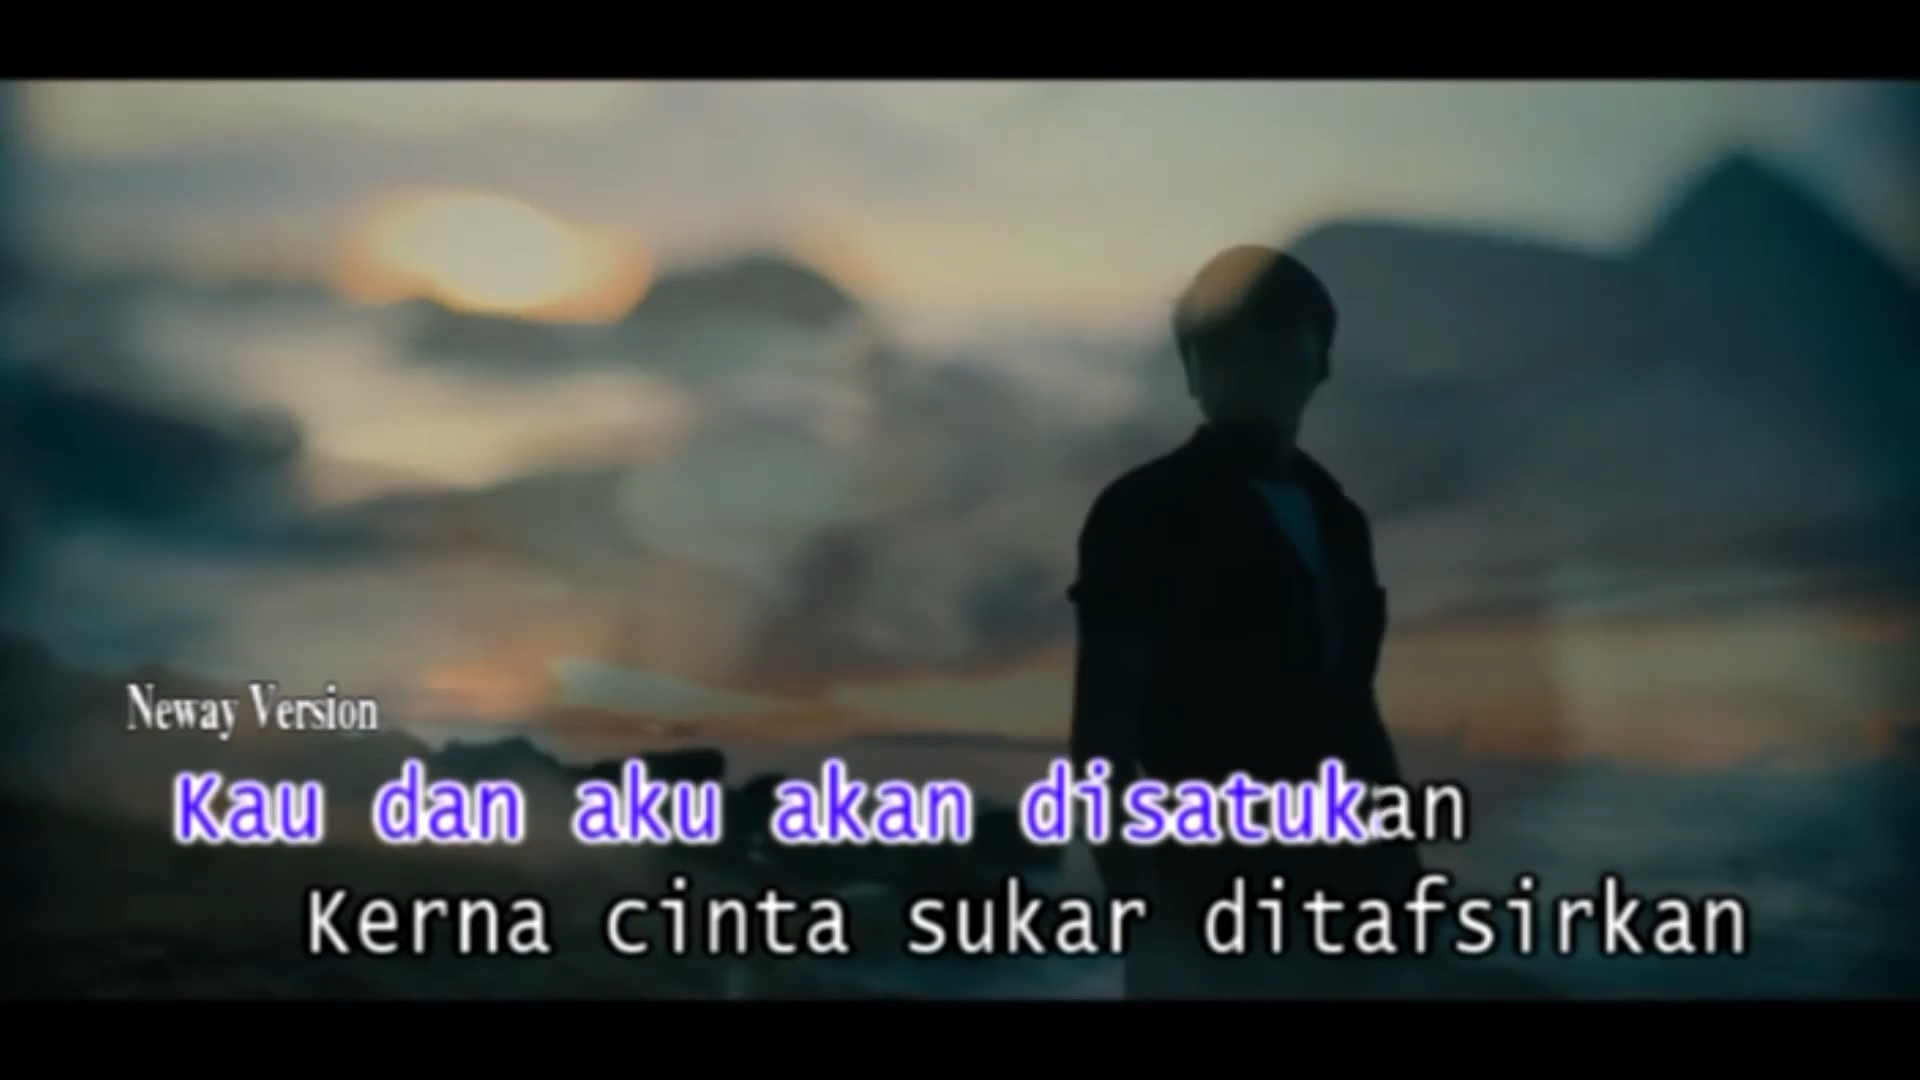 Neway Version
Kau dan aku akan disatukan
Kerna cinta sukar ditafsirkan